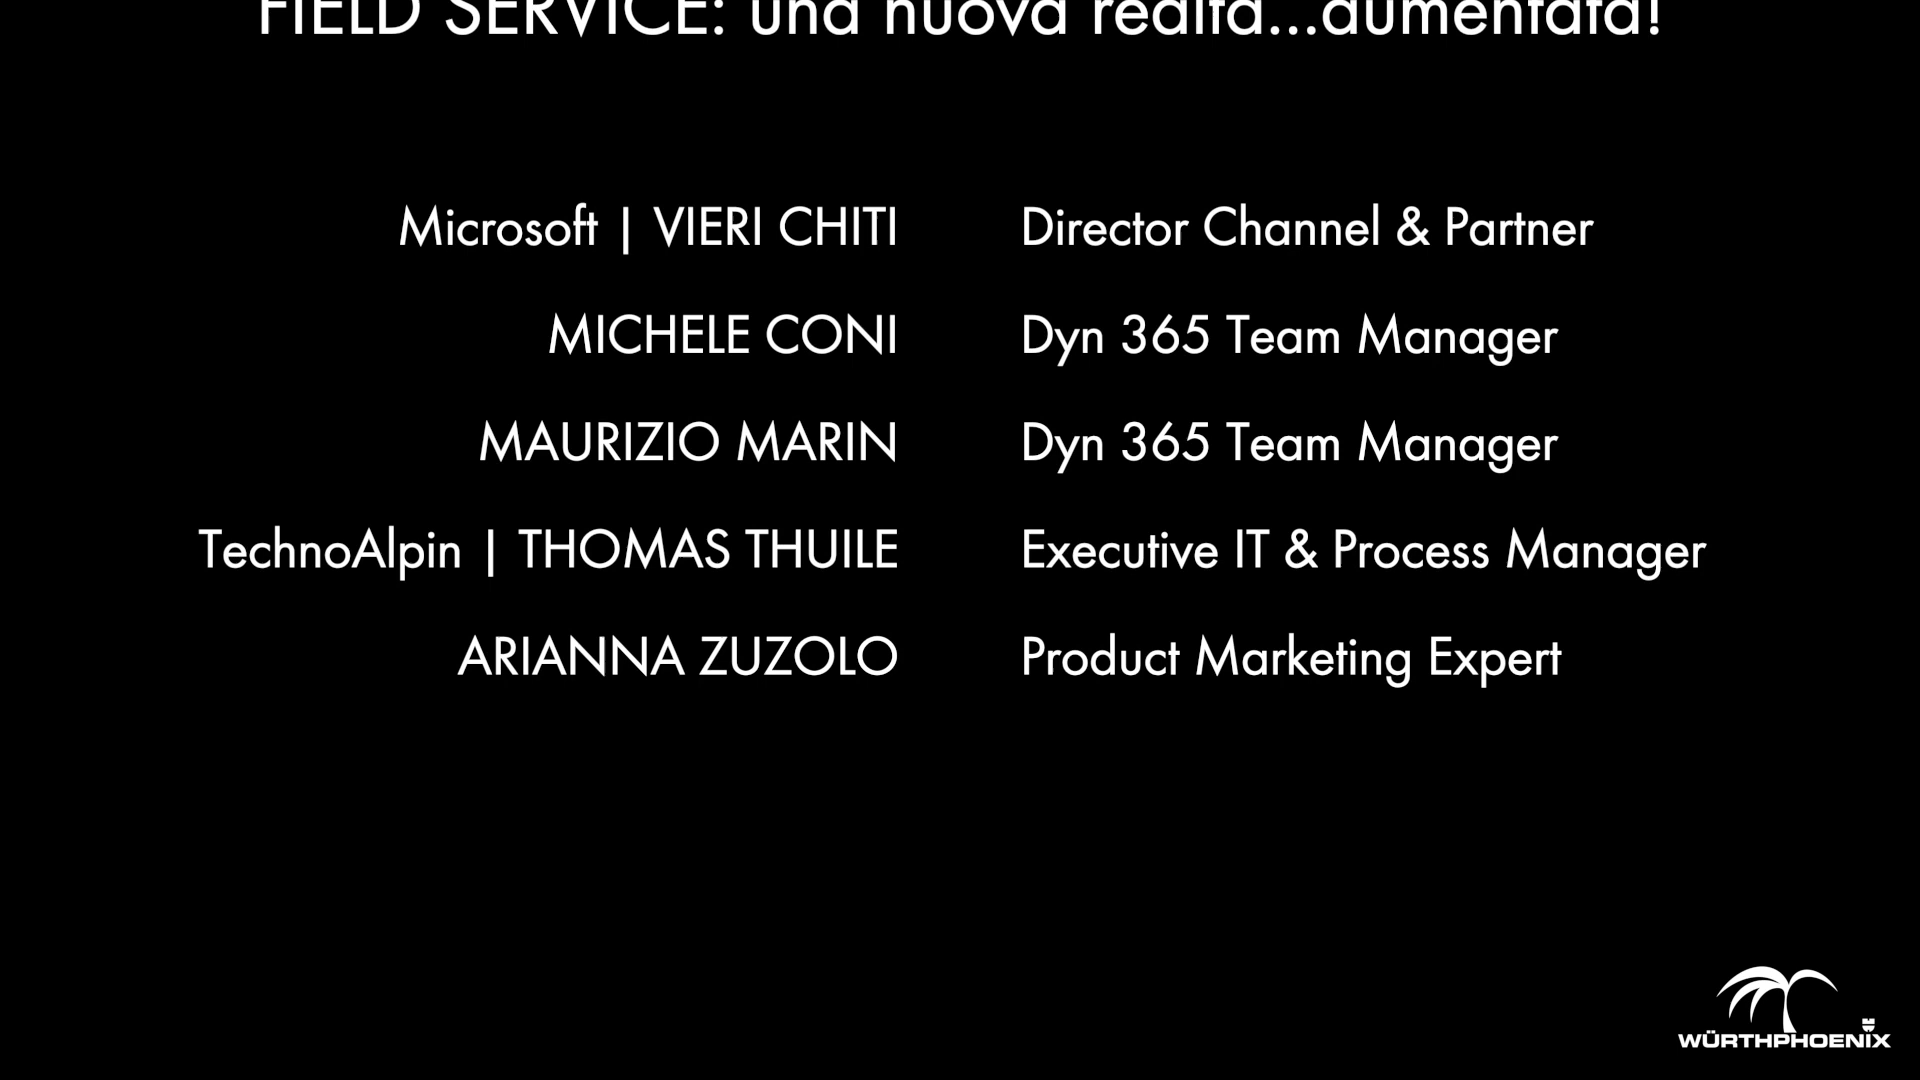 FIELD SERVICE: una nuova realtà...aumentata!
Microsoft | VIERI CHITI Director Channel & Partner
MICHELE CONI Dyn 365 Team Manager
MAURIZIO MARIN Dyn 365 Team Manager
TechnoAlpin | THOMAS THUILE Executive IT & Process Manager
ARIANNA ZUZOLO Product Marketing Expert
WÜRTHPHOENIX